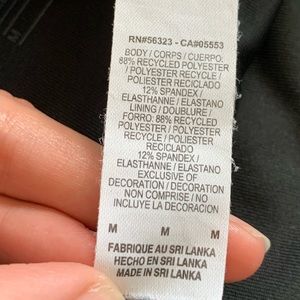 RN#56323 - CA#05553
BODY / CORPS / CUERPO:
88% RECYCLED POLYESTER
/ POLYESTER RECYCLE /
POLYESTER RECICLADO
12% SPANDEX /
ELASTHANNE / ELASTANO
LINING / DOUBLURE /
FORRO: 88% RECYCLED
POLYESTER / POLYESTER
RECYCLE / POLIESTER
RECICLADO
12% SPANDEX /
ELASTHANNE / ELASTANO
EXCLUSIVE OF
DECORATION / DECORATION
NON COMPRISE / NO
INCLUYE LA DECORACION
M M M
FABRIQUE AU SRI LANKA
HECHO EN SRI LANKA
MADE IN SRI LANKA